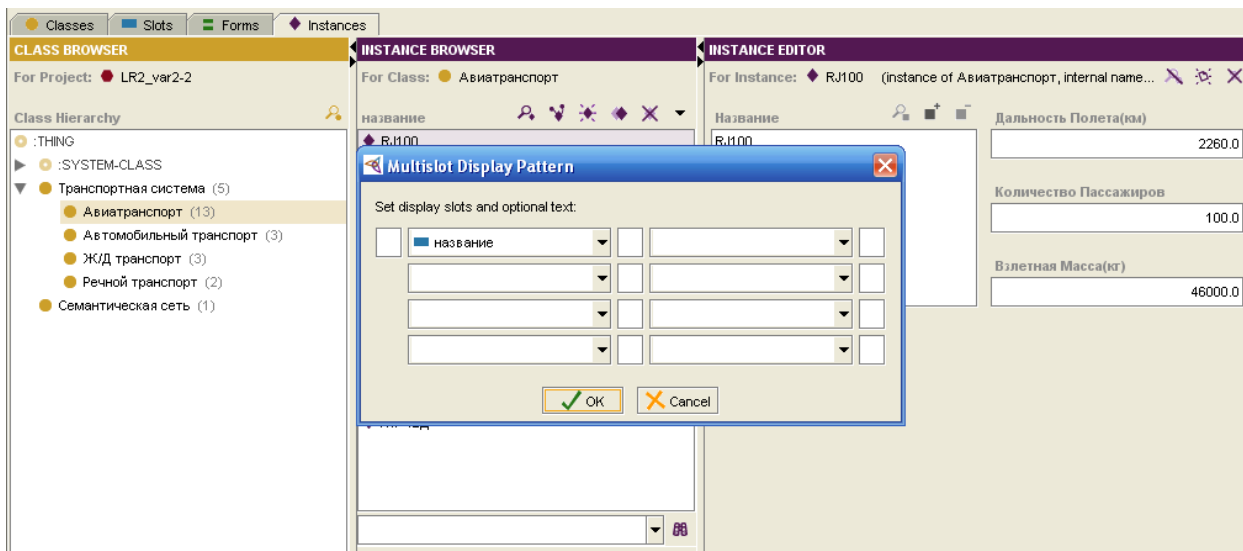 Classes
Slots
Forms
Instances
CLASS BROWSER
For Project: LR2_var2-2
Class Hierarchy
:THING
:SYSTEM-CLASS
Транспортная система (5)
Авиатранспорт (13)
Автомобильный транспорт (3)
Ж/Д транспорт (3)
Речной транспорт (2)
Семантическая сеть (1)
INSTANCE BROWSER
For Class: Авиатранспорт
название
RJ100
INSTANCE EDITOR
For Instance: RJ100 (instance of Авиатранспорт, internal name...
Название
RJ100
Дальность Полета(км)
2260.0
Количество Пассажиров
100.0
Взлетная Масса(кг)
46000.0
Multislot Display Pattern
Set display slots and optional text:
название
OK
Cancel